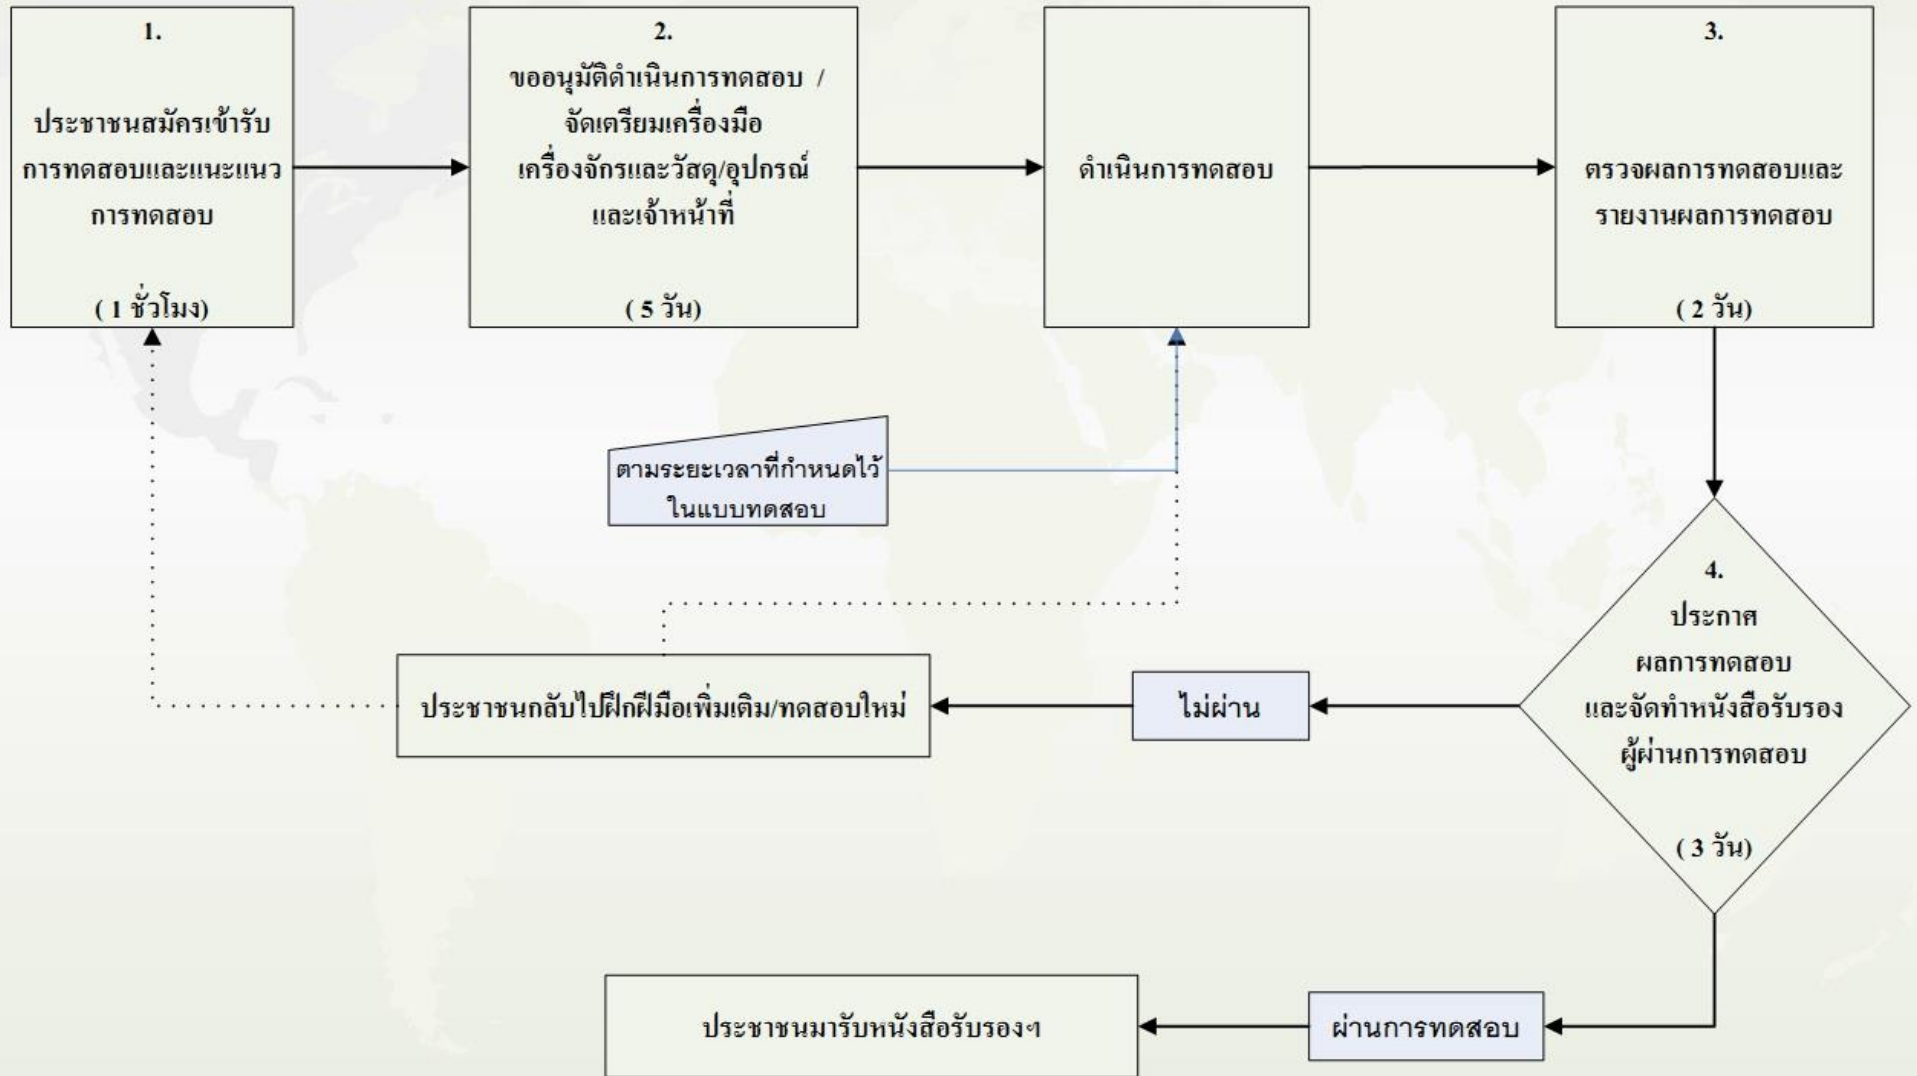 1.
ประชาชนสมัครเข้ารับ
การทดสอบและแนะแนว
การทดสอบ
( 1 ชั่วโมง)
2.
ขออนุมัติดำเนินการทดสอบ /
จัดเตรียมเครื่องมือ
เครื่องจักรและวัสดุ/อุปกรณ์
และเจ้าหน้าที่
( 5 วัน)
ดำเนินการทดสอบ
3.
ตรวจผลการทดสอบและ
รายงานผลการทดสอบ
( 2 วัน)
ตามระยะเวลาที่กำหนดไว้
ในแบบทดสอบ
4.
ประกาศ
ผลการทดสอบ
และจัดทำหนังสือรับรอง
ผู้ผ่านการทดสอบ
( 3 วัน)
ไม่ผ่าน
ประชาชนกลับไปฝึกฝีมือเพิ่มเติม/ทดสอบใหม่
ผ่านการทดสอบ
ประชาชนมารับหนังสือรับรองฯ